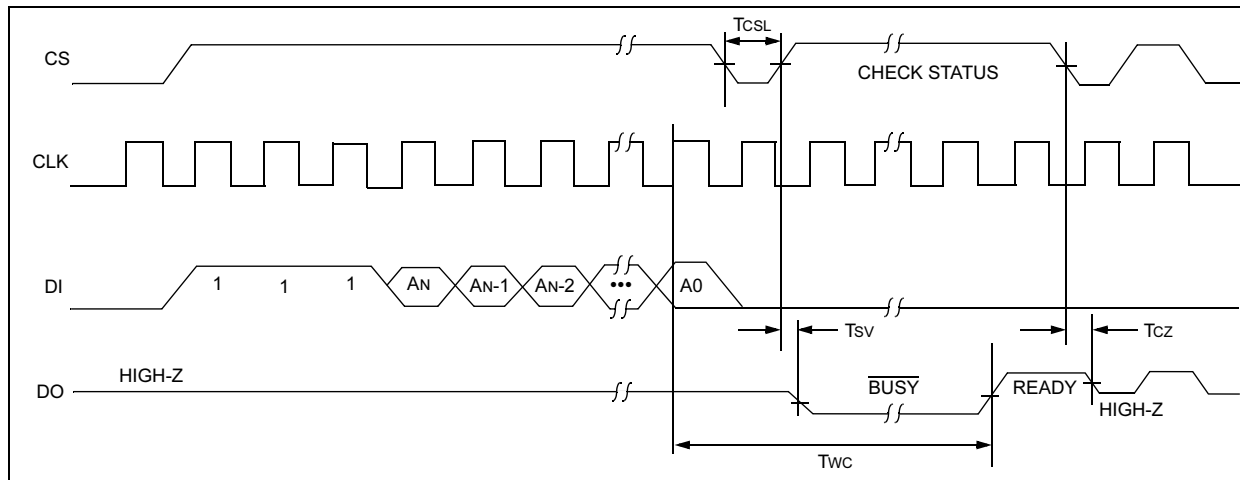 TCSL
CS
CHECK STATUS
CLK
DI
1 1 1 AN AN-1 AN-2 ••• A0
TSV
TCZ
DO
HIGH-Z
BUSY
READY
HIGH-Z
TWC